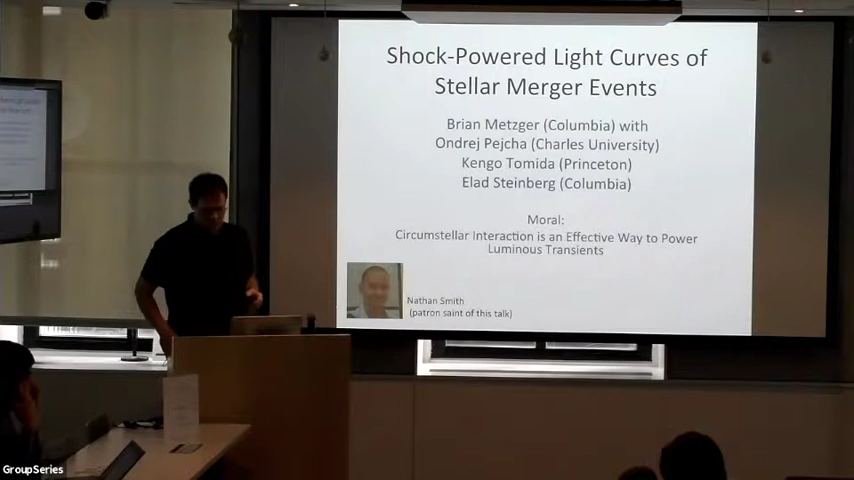 Shock-Powered Light Curves of
Stellar Merger Events
Brian Metzger (Columbia) with
Ondrej Pejcha (Charles University)
Kengo Tomida (Princeton)
Elad Steinberg (Columbia)
Moral:
Circumstellar Interaction is an Effective Way to Power
Luminous Transients
Nathan Smith
(patron saint of this talk)
GroupSeries